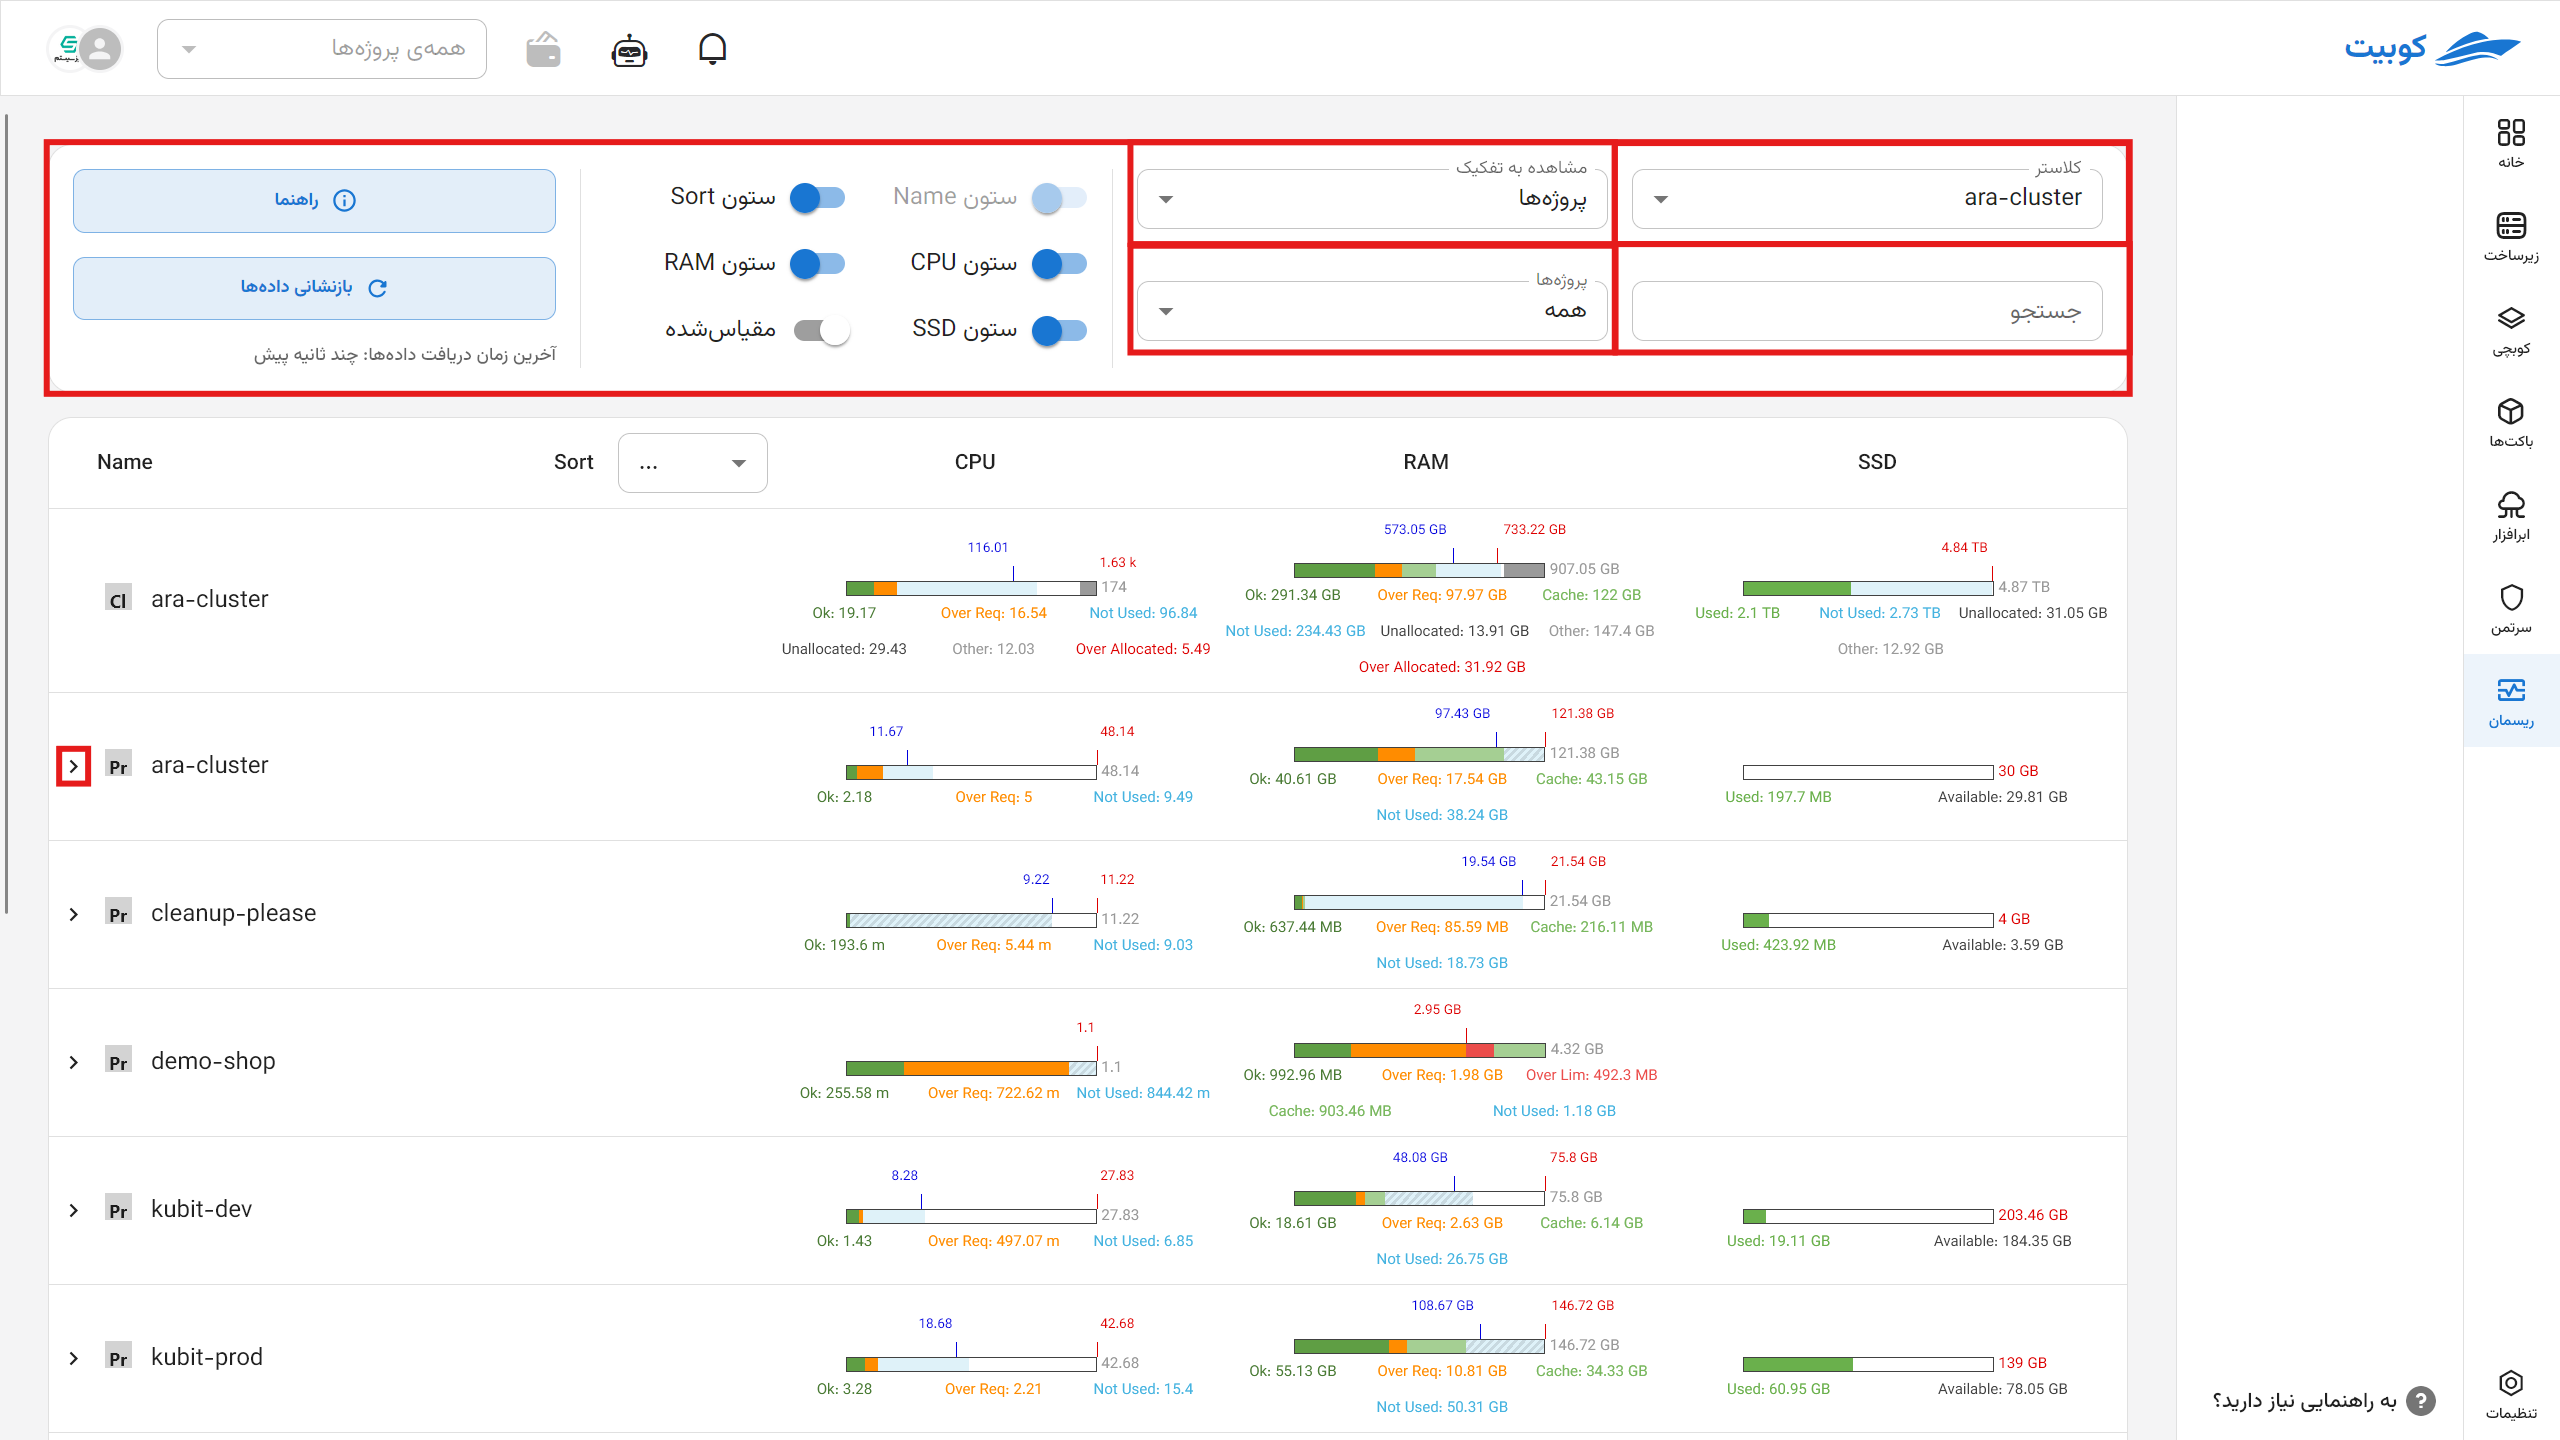 کوبیت
همه‌ی پروژه‌ها
خانه
زیرساخت
کوبچی
باکت‌ها
ابرافزار
سرتمن
ریسمان
تنظیمات
به راهنمایی نیاز دارید؟
کلاستر
ara-cluster
مشاهده به تفکیک
پروژه‌ها
جستجو
پروژه‌ها
همه
ستون Name
ستون Sort
ستون CPU
ستون RAM
ستون SSD
مقیاس‌شده
راهنما
بازنشانی داده‌ها
آخرین زمان دریافت داده‌ها: چند ثانیه پیش
Name Sort ... CPU RAM SSD
Cl ara-cluster
116.01 1.63 k
174
Ok: 19.17 Over Req: 16.54 Not Used: 96.84
Unallocated: 29.43 Other: 12.03 Over Allocated: 5.49
573.05 GB 733.22 GB
907.05 GB
Ok: 291.34 GB Over Req: 97.97 GB Cache: 122 GB
Not Used: 234.43 GB Unallocated: 13.91 GB Other: 147.4 GB
Over Allocated: 31.92 GB
4.84 TB
4.87 TB
Used: 2.1 TB Not Used: 2.73 TB Unallocated: 31.05 GB
Other: 12.92 GB
Pr ara-cluster
11.67 48.14
48.14
Ok: 2.18 Over Req: 5 Not Used: 9.49
97.43 GB 121.38 GB
121.38 GB
Ok: 40.61 GB Over Req: 17.54 GB Cache: 43.15 GB
Not Used: 38.24 GB
30 GB
Used: 197.7 MB Available: 29.81 GB
Pr cleanup-please
9.22 11.22
11.22
Ok: 193.6 m Over Req: 5.44 m Not Used: 9.03
19.54 GB 21.54 GB
21.54 GB
Ok: 637.44 MB Over Req: 85.59 MB Cache: 216.11 MB
Not Used: 18.73 GB
4 GB
Used: 423.92 MB Available: 3.59 GB
Pr demo-shop
1.1
1.1
Ok: 255.58 m Over Req: 722.62 m Not Used: 844.42 m
2.95 GB
4.32 GB
Ok: 992.96 MB Over Req: 1.98 GB Over Lim: 492.3 MB
Cache: 903.46 MB Not Used: 1.18 GB
Pr kubit-dev
8.28 27.83
27.83
Ok: 1.43 Over Req: 497.07 m Not Used: 6.85
48.08 GB 75.8 GB
75.8 GB
Ok: 18.61 GB Over Req: 2.63 GB Cache: 6.14 GB
Not Used: 26.75 GB
203.46 GB
Used: 19.11 GB Available: 184.35 GB
Pr kubit-prod
18.68 42.68
42.68
Ok: 3.28 Over Req: 2.21 Not Used: 15.4
108.67 GB 146.72 GB
146.72 GB
Ok: 55.13 GB Over Req: 10.81 GB Cache: 34.33 GB
Not Used: 50.31 GB
139 GB
Used: 60.95 GB Available: 78.05 GB